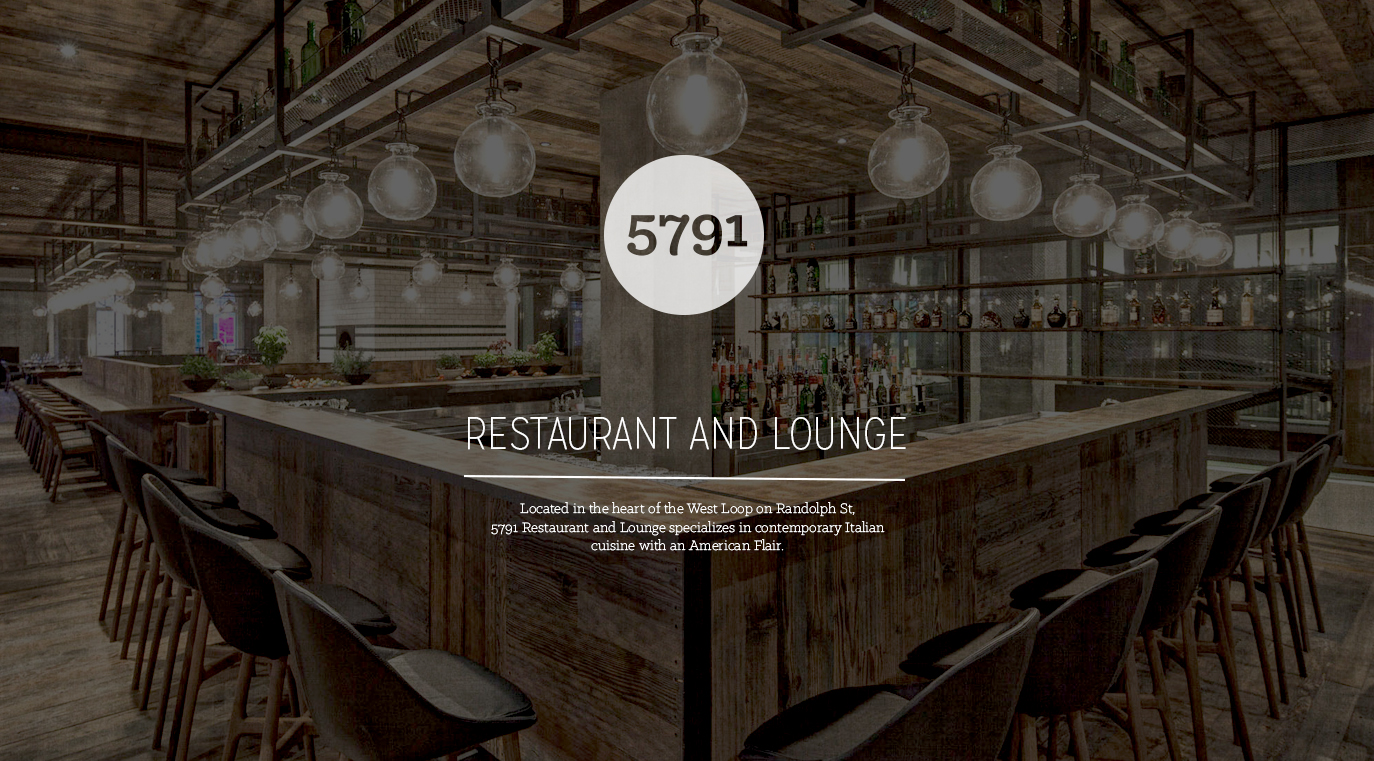 5791
RESTAURANT AND LOUNGE
Located in the heart of the West Loop on Randolph St,
5791 Restaurant and Lounge specializes in contemporary Italian
cuisine with an American Flair.